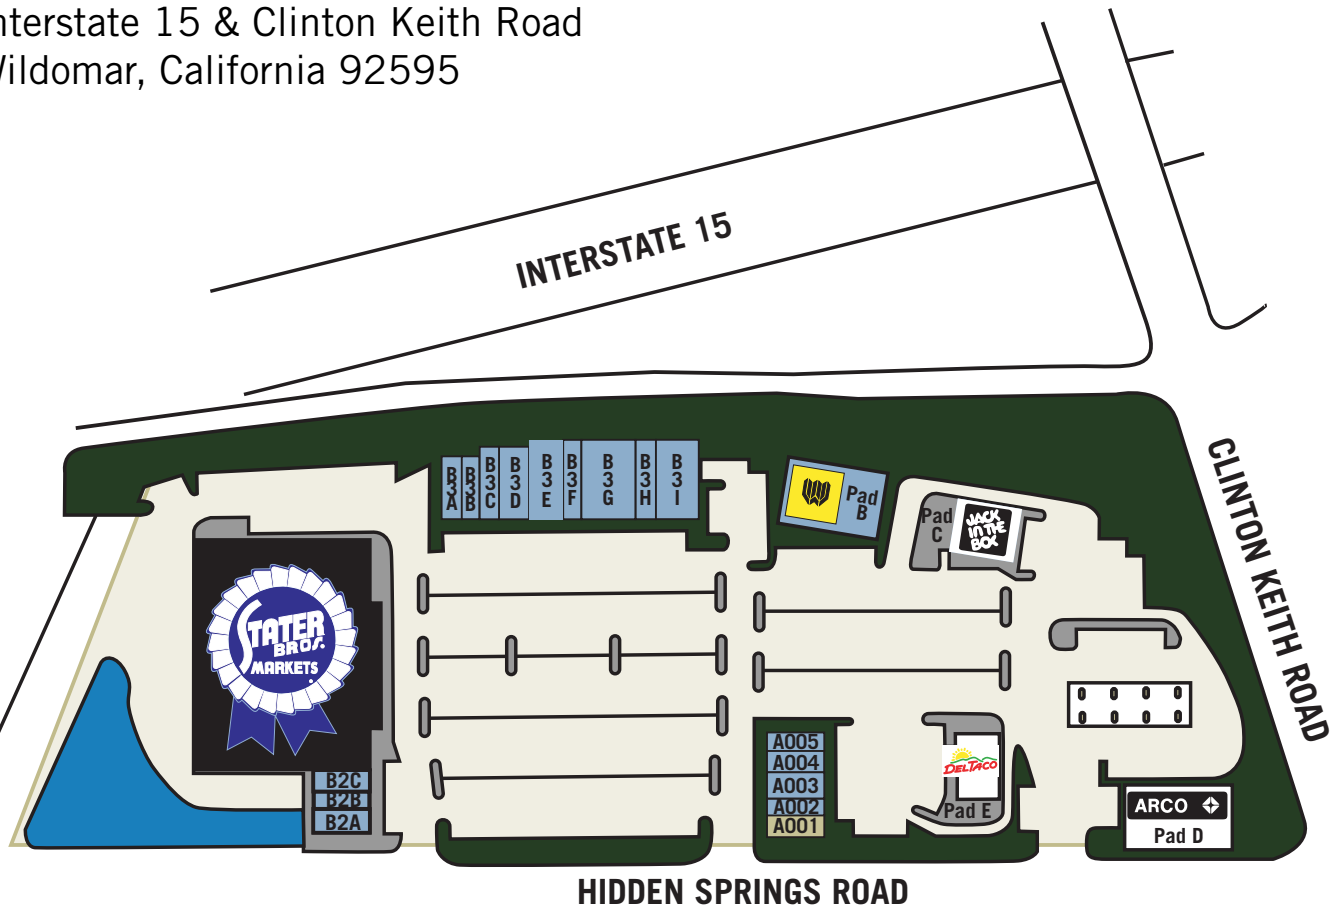 nterstate 15 & Clinton Keith Road
Wildomar, California 92595
INTERSTATE 15
CLINTON KEITH ROAD
B3A
B3B
B3C
B3D
B3E
B3F
B3G
B3H
B3I
Pad
B
Pad
C
JACK
IN THE
BOX
STATER
BROS.
MARKETS
A005
A004
A003
A002
A001
DEL TACO
Pad E
B2C
B2B
B2A
ARCO
Pad D
HIDDEN SPRINGS ROAD